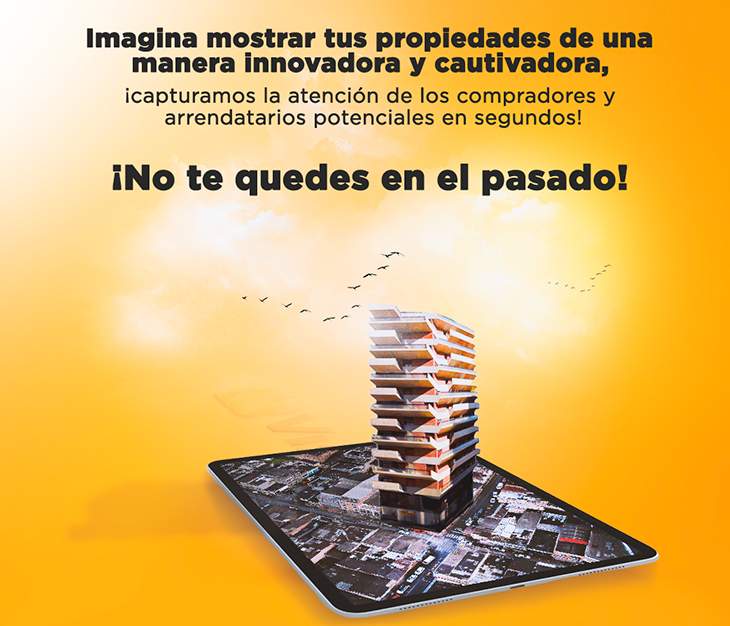 Imagina mostrar tus propiedades de una
manera innovadora y cautivadora,
¡capturamos la atención de los compradores y
arrendatarios potenciales en segundos!
¡No te quedes en el pasado!